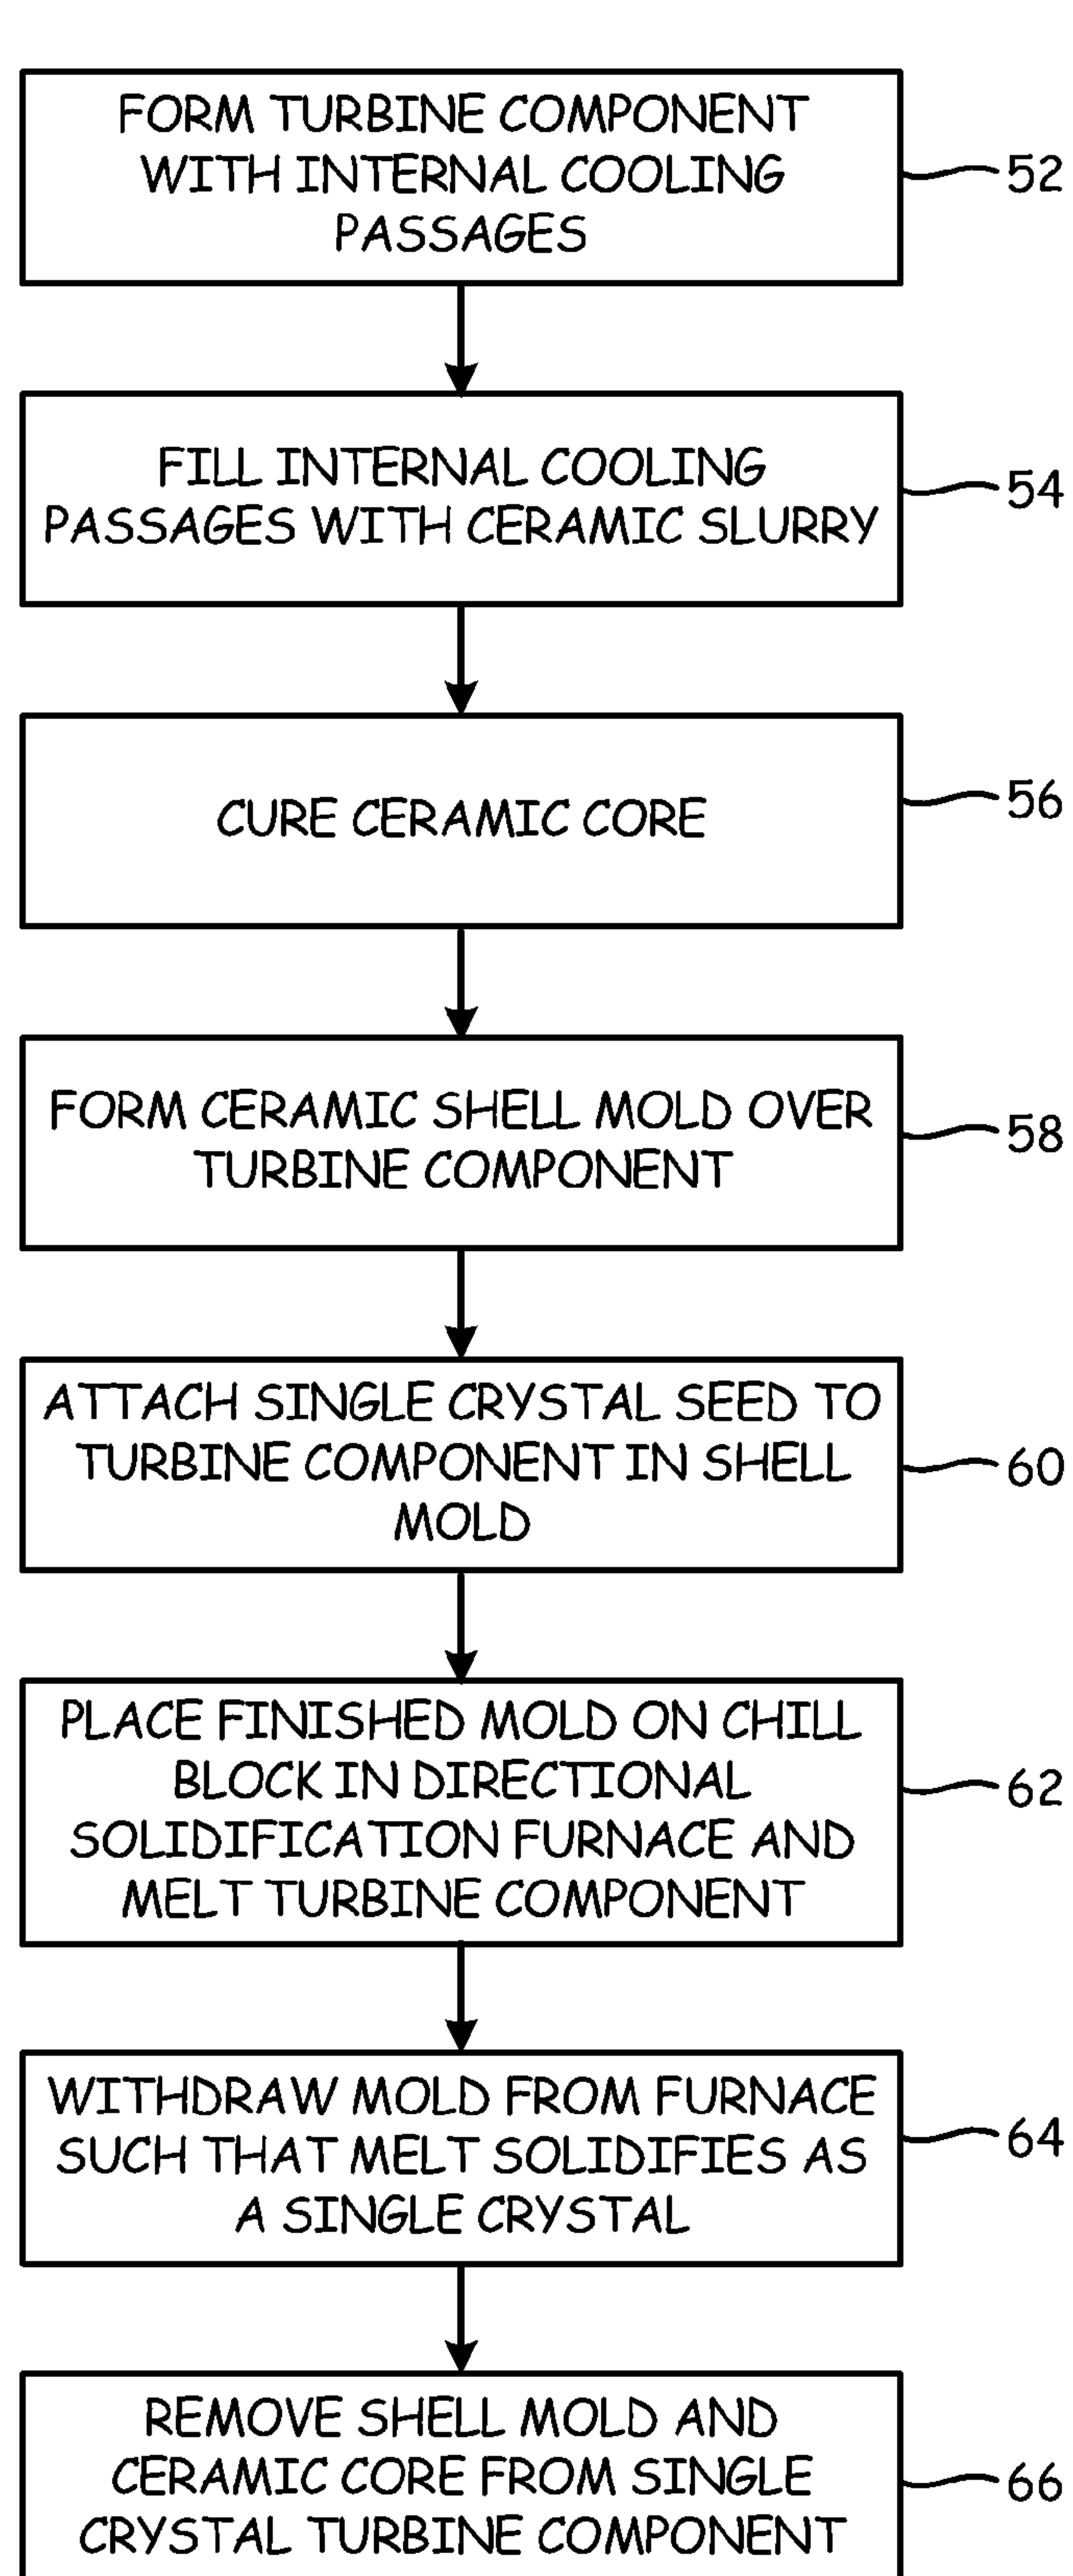 FORM TURBINE COMPONENT
WITH INTERNAL COOLING
PASSAGES
52
FILL INTERNAL COOLING
PASSAGES WITH CERAMIC SLURRY
54
CURE CERAMIC CORE
56
FORM CERAMIC SHELL MOLD OVER
TURBINE COMPONENT
58
ATTACH SINGLE CRYSTAL SEED TO
TURBINE COMPONENT IN SHELL
MOLD
60
PLACE FINISHED MOLD ON CHILL
BLOCK IN DIRECTIONAL
SOLIDIFICATION FURNACE AND
MELT TURBINE COMPONENT
62
WITHDRAW MOLD FROM FURNACE
SUCH THAT MELT SOLIDIFIES AS
A SINGLE CRYSTAL
64
REMOVE SHELL MOLD AND
CERAMIC CORE FROM SINGLE
CRYSTAL TURBINE COMPONENT
66